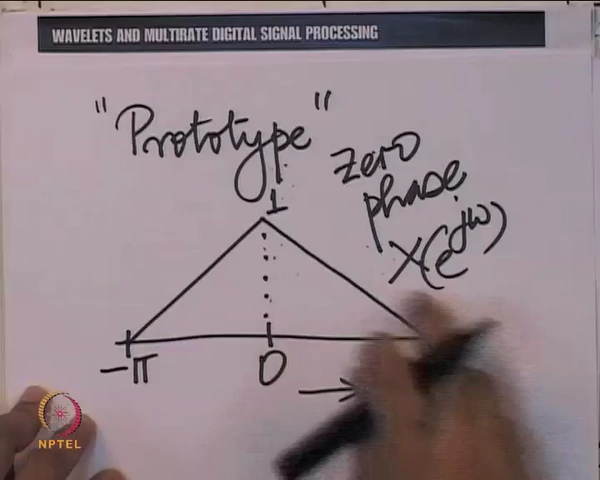 WAVELETS AND MULTIRATE DIGITAL SIGNAL PROCESSING
"Prototype"
zero
phase
X(e^jω)
1
-π
0
NPTEL